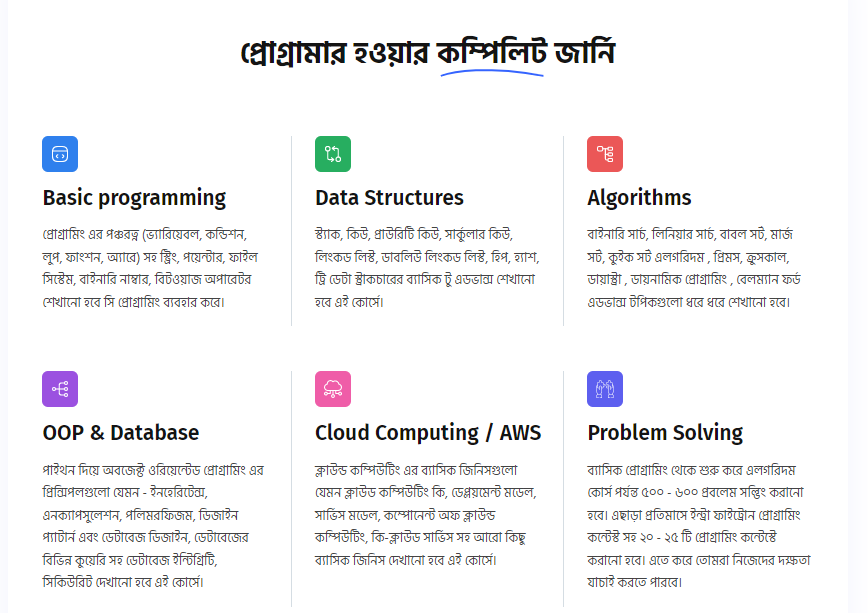 প্রোগ্রামার হওয়ার কম্পিলিট জার্নি
Basic programming
প্রোগ্রামিং এর পঞ্চরত্ন (ভ্যারিয়েবল, কন্ডিশন,
লুপ, ফাংশন, অ্যারে) সহ স্ট্রিং, পয়েন্টার, ফাইল
সিস্টেম, বাইনারি নাম্বার, বিটওয়াজ অপারেটর
শেখানো হবে সি প্রোগ্রামিং ব্যবহার করে।
Data Structures
স্ট্যাক, কিউ, প্রাউরিটি কিউ, সার্কুলার কিউ,
লিংকড লিস্ট, ডাবলিউ লিংকড লিস্ট, হিপ, হ্যাশ,
ট্রি ডেটা স্ট্রাকচারের ব্যাসিক টু এডভান্স শেখানো
হবে এই কোর্সে।
Algorithms
বাইনারি সার্চ, লিনিয়ার সার্চ, বাবল সর্ট, মার্জ
সর্ট, কুইক সর্ট এলগরিদম , প্রিমস, ক্রুসকাল,
ডায়াস্ট্রা , ডায়নামিক প্রোগ্রামিং , বেলম্যান ফর্ড
এডভান্স টপিকগুলো ধরে ধরে শেখানো হবে।
OOP & Database
পাইথন দিয়ে অবজেক্ট ওরিয়েন্টেড প্রোগ্রামিং এর
প্রিন্সিপলগুলো যেমন - ইনহেরিটেন্স,
এনক্যাপসুলেশন, পলিমরফিজম, ডিজাইন
প্যাটার্ন এবং ডেটাবেজ ডিজাইন, ডেটাবেজের
বিভিন্ন কুয়েরি সহ ডেটাবেজ ইন্টিগ্রিটি,
সিকিউরিট দেখানো হবে এই কোর্সে।
Cloud Computing / AWS
ক্লাউন্ড কম্পিউটিং এর ব্যাসিক জিনিসগুলো
যেমন ক্লাউড কম্পিউটিং কি, ডেপ্লয়মেন্ট মডেল,
সার্ভিস মডেল, কম্পোনেন্ট অফ ক্লাউন্ড
কম্পিউটিং, কি-ক্লাউড সার্ভিস সহ আরো কিছু
ব্যাসিক জিনিস দেখানো হবে এই কোর্সে।
Problem Solving
ব্যাসিক প্রোগ্রামিং থেকে শুরু করে এলগরিদম
কোর্স পর্যন্ত ৫০০ - ৬০০ প্রবলেম সল্ভিং করানো
হবে। এছাড়া প্রতিমাসে ইন্ট্রা ফাইট্রোন প্রোগ্রামিং
কন্টেস্ট সহ ২০ - ২৫ টি প্রোগ্রামিং কন্টেস্টে
করানো হবে। এতে করে তোমরা নিজেদের দক্ষতা
যাচাই করতে পারবে।